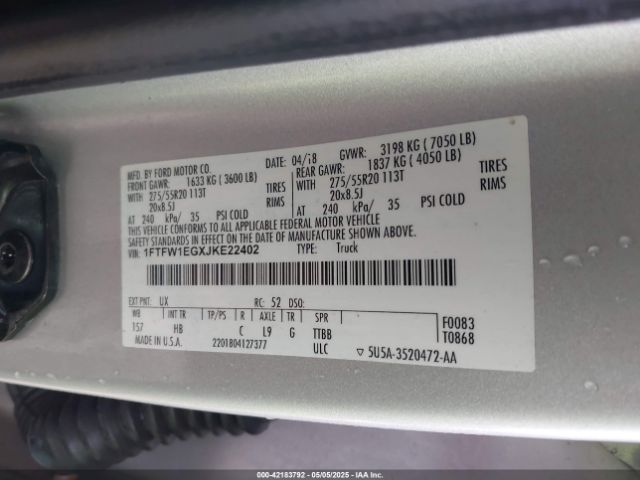 MFD. BY FORD MOTOR CO.
DATE: 04/18 GVWR: 3198 KG ( 7050 LB)
FRONT GAWR: 1633 KG ( 3600 LB)
REAR GAWR: 1837 KG ( 4050 LB)
WITH 275/55R20 113T TIRES
WITH 275/55R20 113T TIRES
20x8.5J RIMS
20x8.5J RIMS
AT 240 kPa/ 35 PSI COLD
AT 240 kPa/ 35 PSI COLD
THIS VEHICLE CONFORMS TO ALL APPLICABLE FEDERAL MOTOR VEHICLE
SAFETY STANDARDS IN EFFECT ON THE DATE OF MANUFACTURE SHOWN ABOVE.
VIN: 1FTFW1EGXJKE22402 TYPE: Truck
EXT PNT: UX RC: 52 DSO:
WB INT TR TP/PS R AXLE TR SPR
157 HB C L9 G TTBB
F0083
T0868
MADE IN U.S.A. 2201804127377 ULC ▽ 5U5A-3520472-AA
000-42183792 - 05/05/2025 - IAAI.com